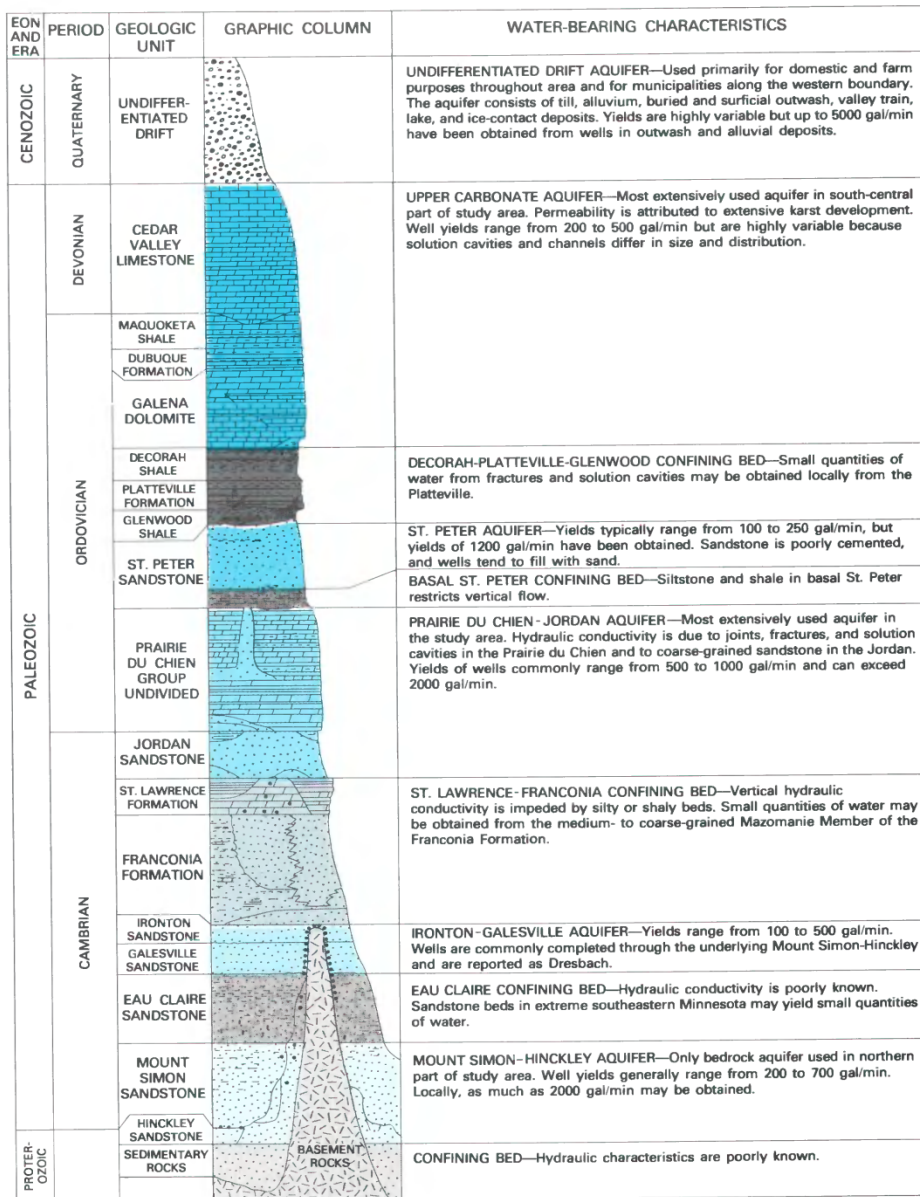 EON
AND
ERA
PERIOD
GEOLOGIC
UNIT
GRAPHIC COLUMN
WATER-BEARING CHARACTERISTICS
CENOZOIC
QUATERNARY
UNDIFFER-
ENTIATED
DRIFT
UNDIFFERENTIATED DRIFT AQUIFER—Used primarily for domestic and farm
purposes throughout area and for municipalities along the western boundary.
The aquifer consists of till, alluvium, buried and surficial outwash, valley train,
lake, and ice-contact deposits. Yields are highly variable but up to 5000 gal/min
have been obtained from wells in outwash and alluvial deposits.
PALEOZOIC
DEVONIAN
CEDAR
VALLEY
LIMESTONE
UPPER CARBONATE AQUIFER—Most extensively used aquifer in south-central
part of study area. Permeability is attributed to extensive karst development.
Well yields range from 200 to 500 gal/min but are highly variable because
solution cavities and channels differ in size and distribution.
ORDOVICIAN
MAQUOKETA
SHALE
DUBUQUE
FORMATION
GALENA
DOLOMITE
DECORAH
SHALE
PLATTEVILLE
FORMATION
GLENWOOD
SHALE
DECORAH-PLATTEVILLE-GLENWOOD CONFINING BED—Small quantities of
water from fractures and solution cavities may be obtained locally from the
Platteville.
ST. PETER
SANDSTONE
ST. PETER AQUIFER—Yields typically range from 100 to 250 gal/min, but
yields of 1200 gal/min have been obtained. Sandstone is poorly cemented,
and wells tend to fill with sand.
BASAL ST. PETER CONFINING BED—Siltstone and shale in basal St. Peter
restricts vertical flow.
PRAIRIE
DU CHIEN
GROUP
UNDIVIDED
PRAIRIE DU CHIEN-JORDAN AQUIFER—Most extensively used aquifer in
the study area. Hydraulic conductivity is due to joints, fractures, and solution
cavities in the Prairie du Chien and to coarse-grained sandstone in the Jordan.
Yields of wells commonly range from 500 to 1000 gal/min and can exceed
2000 gal/min.
CAMBRIAN
JORDAN
SANDSTONE
ST. LAWRENCE
FORMATION
FRANCONIA
FORMATION
ST. LAWRENCE-FRANCONIA CONFINING BED—Vertical hydraulic
conductivity is impeded by silty or shaly beds. Small quantities of water may
be obtained from the medium- to coarse-grained Mazomanie Member of the
Franconia Formation.
IRONTON
SANDSTONE
GALESVILLE
SANDSTONE
IRONTON-GALESVILLE AQUIFER—Yields range from 100 to 500 gal/min.
Wells are commonly completed through the underlying Mount Simon-Hinckley
and are reported as Dresbach.
EAU CLAIRE
SANDSTONE
EAU CLAIRE CONFINING BED—Hydraulic conductivity is poorly known.
Sandstone beds in extreme southeastern Minnesota may yield small quantities
of water.
MOUNT
SIMON
SANDSTONE
MOUNT SIMON-HINCKLEY AQUIFER—Only bedrock aquifer used in northern
part of study area. Well yields generally range from 200 to 700 gal/min.
Locally, as much as 2000 gal/min may be obtained.
HINCKLEY
SANDSTONE
PROTER-
OZOIC
SEDIMENTARY
ROCKS
BASEMENT
ROCKS
CONFINING BED—Hydraulic characteristics are poorly known.